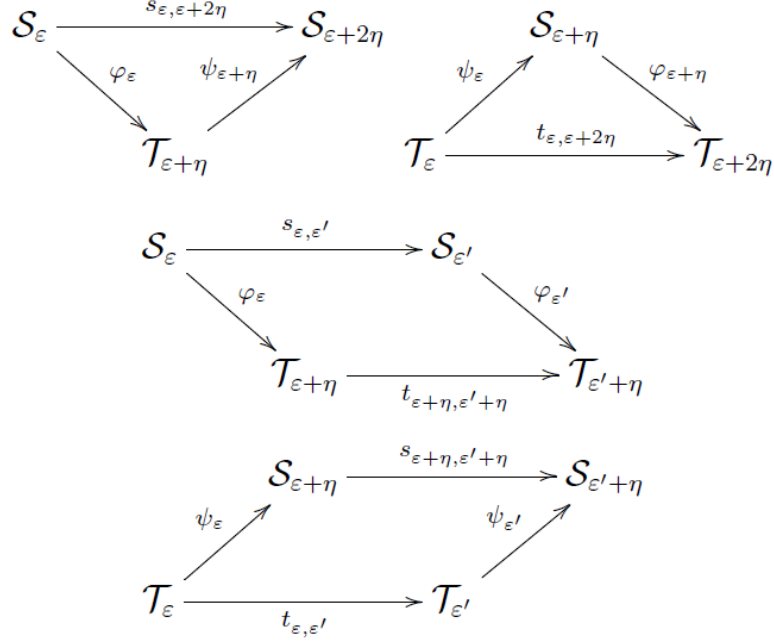 s_{ε,ε+2η}
𝒮_ε 𝒮_{ε+2η} 𝒮_{ε+η}
φ_ε ψ_{ε+η} ψ_ε φ_{ε+η}
t_{ε,ε+2η}
𝒯_{ε+η} 𝒯_ε 𝒯_{ε+2η}
s_{ε,ε′}
𝒮_ε 𝒮_{ε′}
φ_ε φ_{ε′}
𝒯_{ε+η} 𝒯_{ε′+η}
t_{ε+η,ε′+η}
s_{ε+η,ε′+η}
𝒮_{ε+η} 𝒮_{ε′+η}
ψ_ε ψ_{ε′}
𝒯_ε 𝒯_{ε′}
t_{ε,ε′}